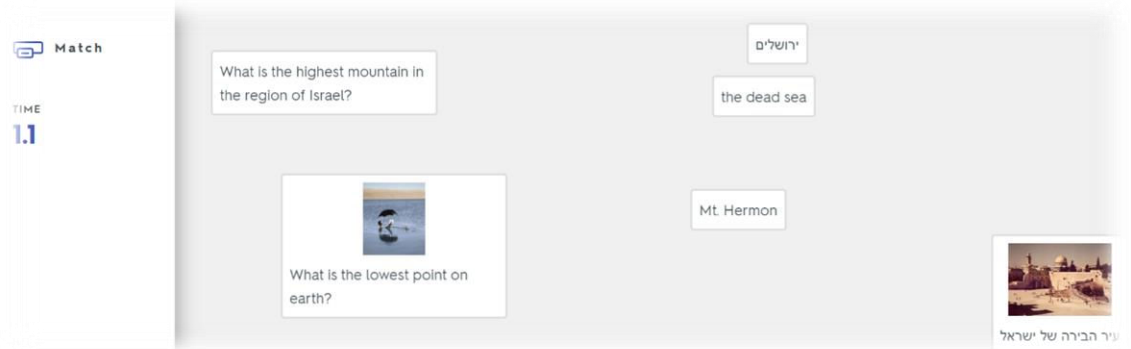 Match
TIME
1.1
What is the highest mountain in
the region of Israel?
ירושלים
the dead sea
What is the lowest point on
earth?
Mt. Hermon
עיר הבירה של ישראל